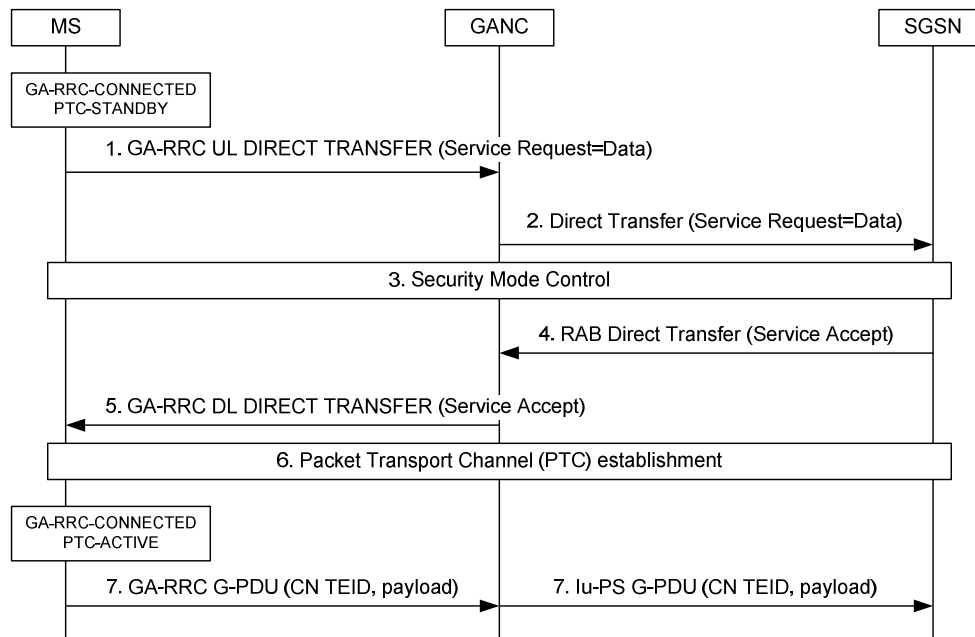 MS
GANC
SGSN
GA-RRC-CONNECTED
PTC-STANDBY
1. GA-RRC UL DIRECT TRANSFER (Service Request=Data)
2. Direct Transfer (Service Request=Data)
3. Security Mode Control
4. RAB Direct Transfer (Service Accept)
5. GA-RRC DL DIRECT TRANSFER (Service Accept)
6. Packet Transport Channel (PTC) establishment
GA-RRC-CONNECTED
PTC-ACTIVE
7. GA-RRC G-PDU (CN TEID, payload)
7. Iu-PS G-PDU (CN TEID, payload)